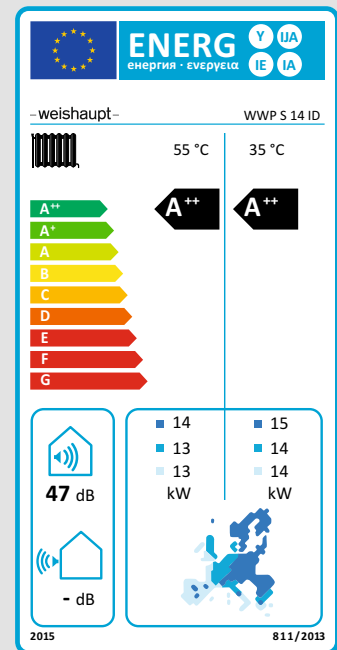 ENERG
енергия · ενεργεια
Y IJA
IE IA
-weishaupt-
WWP S 14 ID
55 °C 35 °C
A++ A++
A++
A+
A
B
C
D
E
F
G
47 dB
- dB
14 15
13 14
13 14
kW kW
2015 811/2013